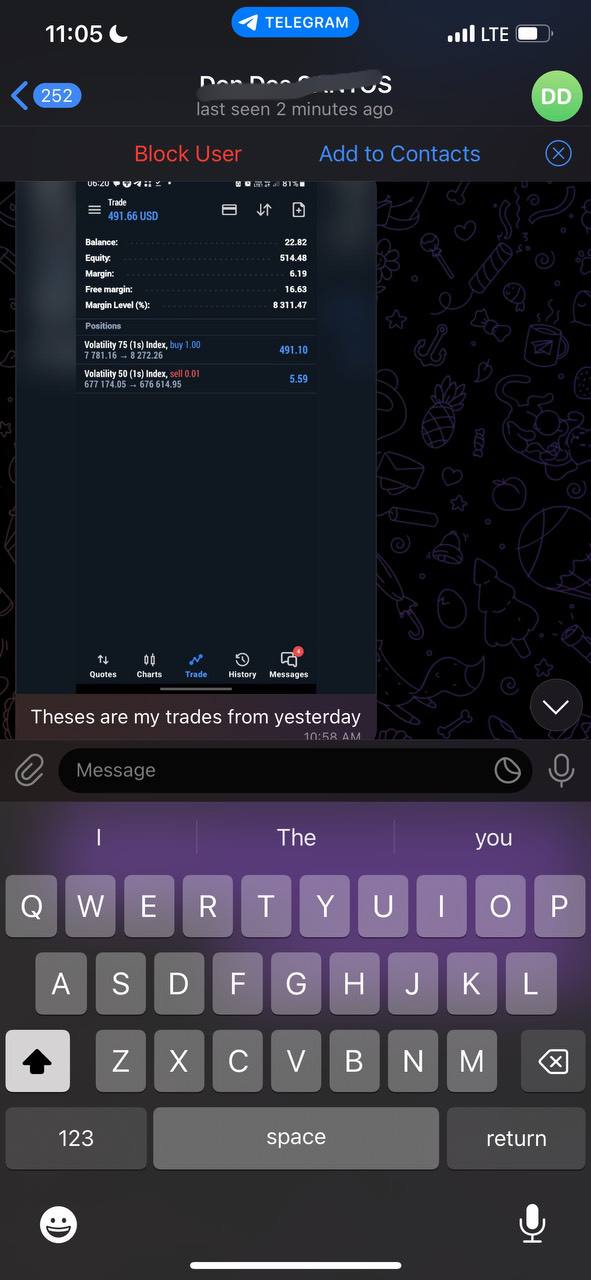 11:05
TELEGRAM
LTE
252
last seen 2 minutes ago
DD
Block User
Add to Contacts
06:20
81%
Trade
491.66 USD
Balance: 22.82
Equity: 514.48
Margin: 6.19
Free margin: 16.63
Margin Level (%): 8 311.47
Positions
Volatility 75 (1s) Index, buy 1.00
7 781.16 → 8 272.26
491.10
Volatility 50 (1s) Index, sell 0.01
677 174.05 → 676 614.95
5.59
4
Quotes
Charts
Trade
History
Messages
Theses are my trades from yesterday
10:58 AM
Message
I
The
you
Q W E R T Y U I O P
A S D F G H J K L
Z X C V B N M
123
space
return